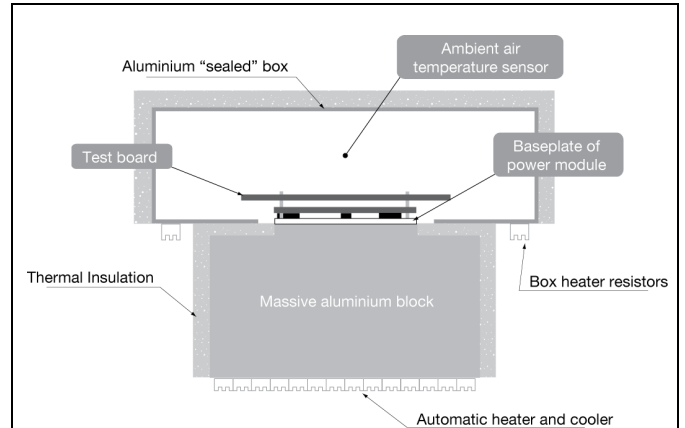 Ambient air
temperature sensor
Aluminium “sealed” box
Test board
Baseplate of
power module
Thermal Insulation
Box heater resistors
Massive aluminium block
Automatic heater and cooler